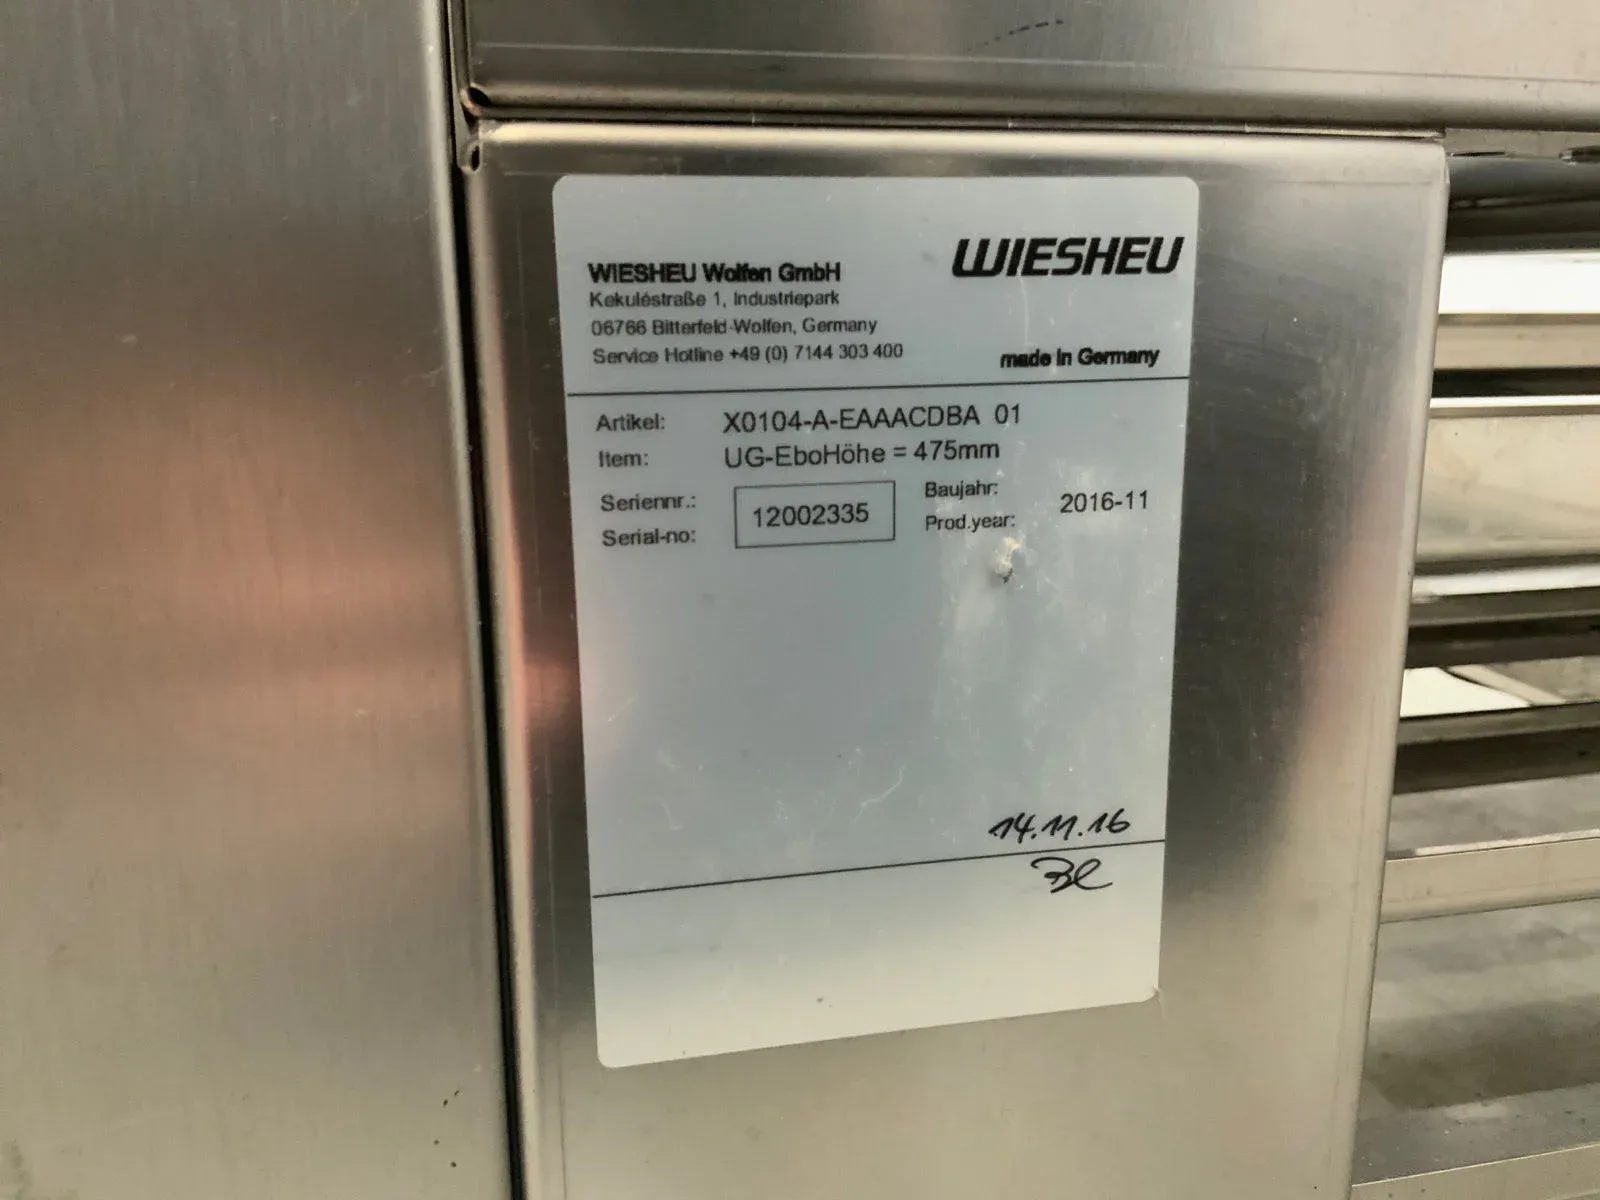 WIESHEU Wolfen GmbH
WIESHEU
Kekuléstraße 1, Industriepark
06766 Bitterfeld-Wolfen, Germany
Service Hotline +49 (0) 7144 303 400
made in Germany
Artikel: X0104-A-EAAACDBA 01
Item: UG-EboHöhe = 475mm
Seriennr.:
Serial-no:
12002335
Baujahr:
Prod.year:
2016-11
14.11.16